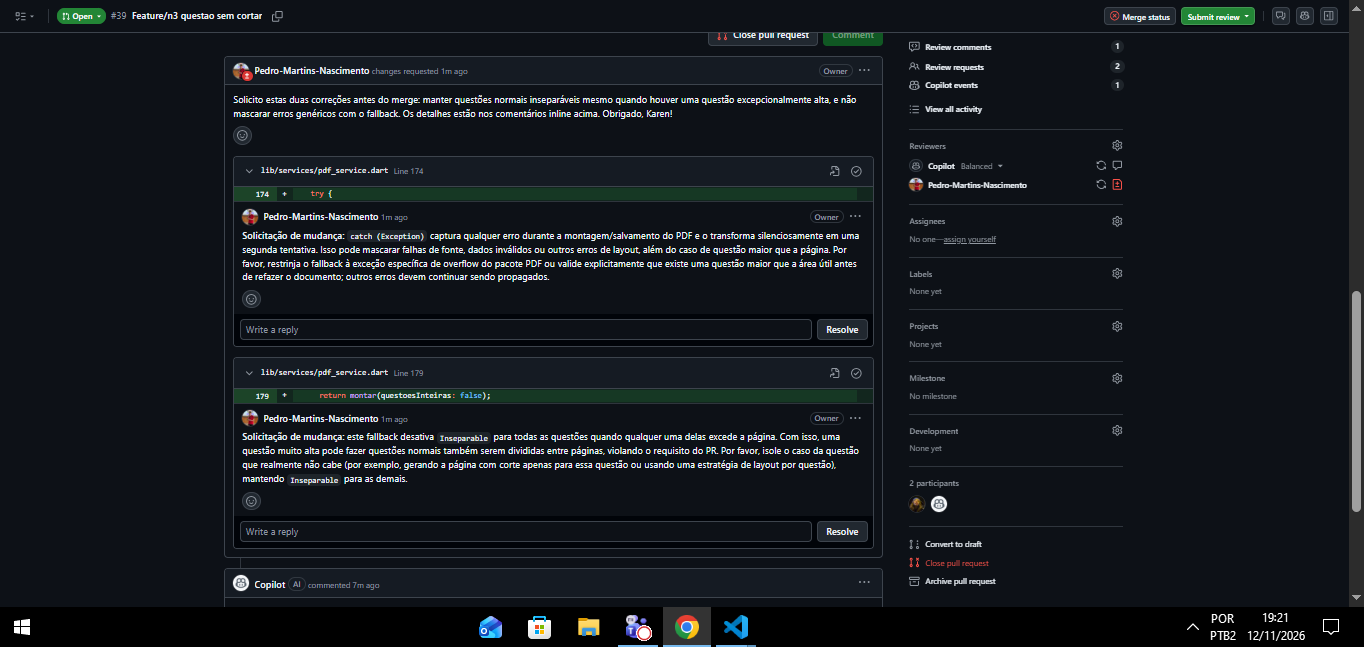 Open #39 Feature/n3 questao sem cortar Merge status Submit review
Close pull request Comment
Pedro-Martins-Nascimento changes requested 1m ago Owner
Solicito estas duas correções antes do merge: manter questões normais inseparáveis mesmo quando houver uma questão excepcionalmente alta, e não
mascarar erros genéricos com o fallback. Os detalhes estão nos comentários inline acima. Obrigado, Karen!
lib/services/pdf_service.dart Line 174
174 + try {
Pedro-Martins-Nascimento 1m ago Owner
Solicitação de mudança: catch (Exception) captura qualquer erro durante a montagem/salvamento do PDF e o transforma silenciosamente em uma
segunda tentativa. Isso pode mascarar falhas de fonte, dados inválidos ou outros erros de layout, além do caso de questão maior que a página. Por
favor, restrinja o fallback à exceção específica de overflow do pacote PDF ou valide explicitamente que existe uma questão maior que a área útil antes
de refazer o documento; outros erros devem continuar sendo propagados.
Write a reply Resolve
lib/services/pdf_service.dart Line 179
179 + return montar(questoesInteiras: false);
Pedro-Martins-Nascimento 1m ago Owner
Solicitação de mudança: este fallback desativa Inseparable para todas as questões quando qualquer uma delas excede a página. Com isso, uma
questão muito alta pode fazer questões normais também serem divididas entre páginas, violando o requisito do PR. Por favor, isole o caso da questão
que realmente não cabe (por exemplo, gerando a página com corte apenas para essa questão ou usando uma estratégia de layout por questão),
mantendo Inseparable para as demais.
Write a reply Resolve
Copilot AI commented 7m ago
Review comments 1
Review requests 2
Copilot events 1
View all activity
Reviewers
Copilot Balanced
Pedro-Martins-Nascimento
Assignees
No one—assign yourself
Labels
None yet
Projects
None yet
Milestone
No milestone
Development
None yet
2 participants
Convert to draft
Close pull request
Archive pull request
POR 19:21
PTB2 12/11/2026